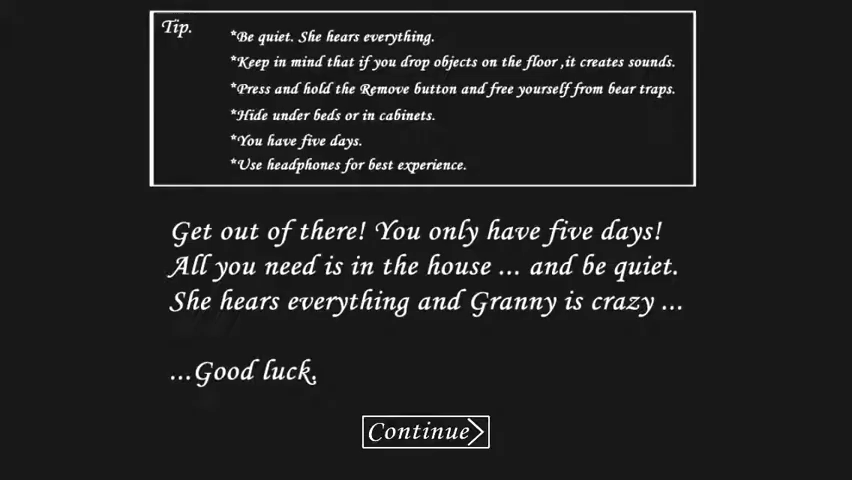 Tip.
*Be quiet. She hears everything.
*Keep in mind that if you drop objects on the floor ,it creates sounds.
*Press and hold the Remove button and free yourself from bear traps.
*Hide under beds or in cabinets.
*You have five days.
*Use headphones for best experience.
Get out of there! You only have five days!
All you need is in the house ... and be quiet.
She hears everything and Granny is crazy ...
...Good luck.
Continue>